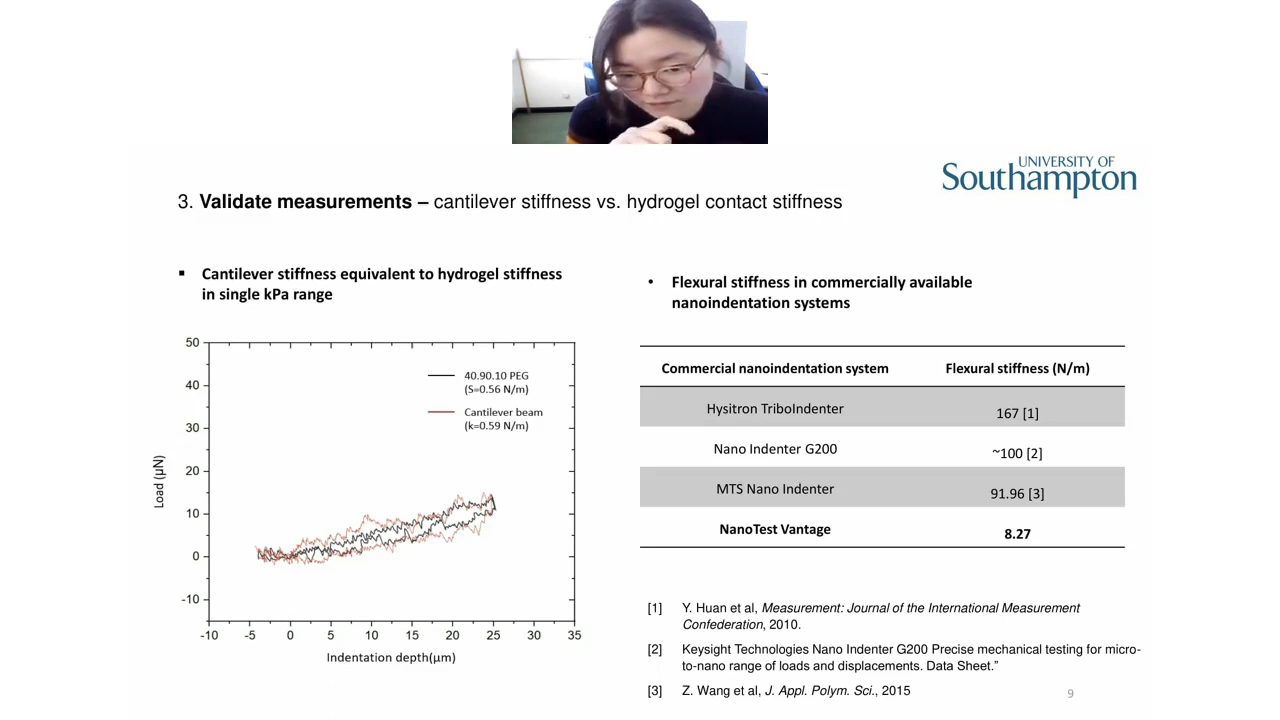 UNIVERSITY OF
Southampton
3. Validate measurements – cantilever stiffness vs. hydrogel contact stiffness
▪ Cantilever stiffness equivalent to hydrogel stiffness
in single kPa range
50
40
30
20
10
0
-10
Load (μN)
40.90.10 PEG
(S=0.56 N/m)
Cantilever beam
(k=0.59 N/m)
-10 -5 0 5 10 15 20 25 30 35
Indentation depth(μm)
• Flexural stiffness in commercially available
nanoindentation systems
Commercial nanoindentation system Flexural stiffness (N/m)
Hysitron TriboIndenter 167 [1]
Nano Indenter G200 ~100 [2]
MTS Nano Indenter 91.96 [3]
NanoTest Vantage 8.27
[1] Y. Huan et al, Measurement: Journal of the International Measurement
Confederation, 2010.
[2] Keysight Technologies Nano Indenter G200 Precise mechanical testing for micro-
to-nano range of loads and displacements. Data Sheet.”
[3] Z. Wang et al, J. Appl. Polym. Sci., 2015
9